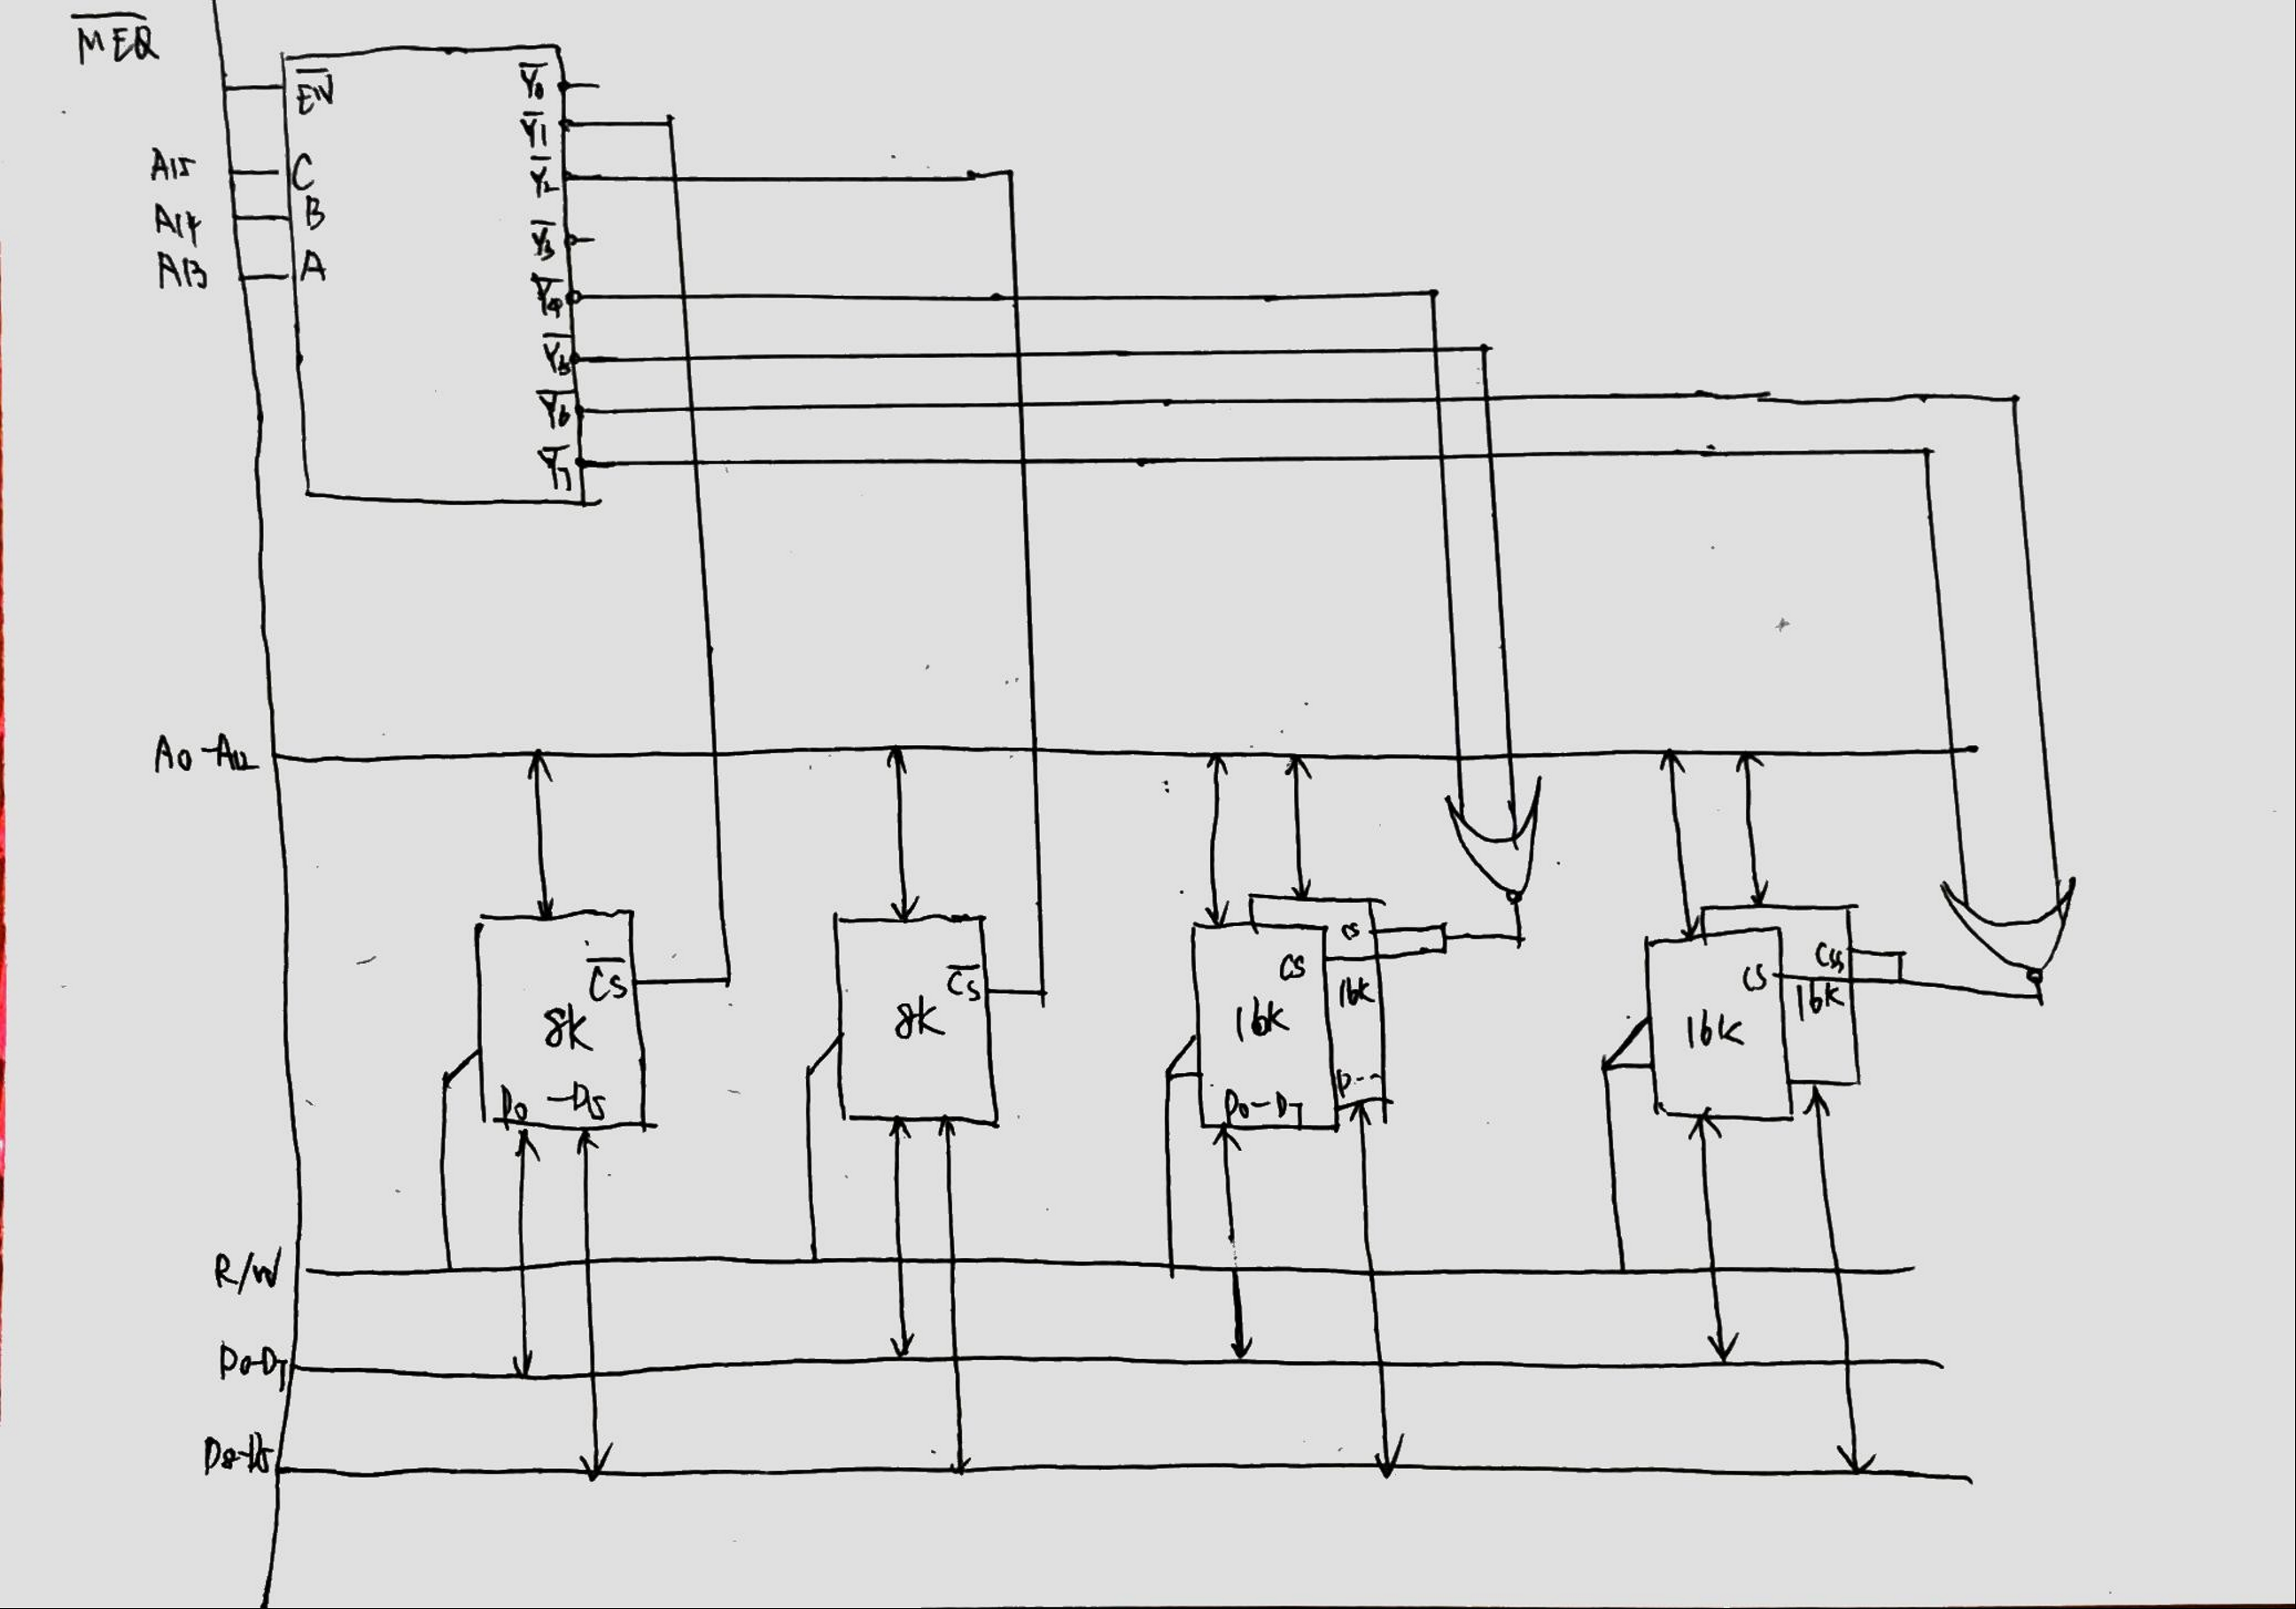 MEQ
EN
Y0
Y1
A15 C
Y2
A14 B
Y3
A13 A
Y4
Y5
Y6
Y7
A0-A12
CS
8K
D0-D15
CS
8K
CS
CS
16K
16K
D0-D7
D--
CS
CS
16K
16K
R/W
D0-D7
D8-15